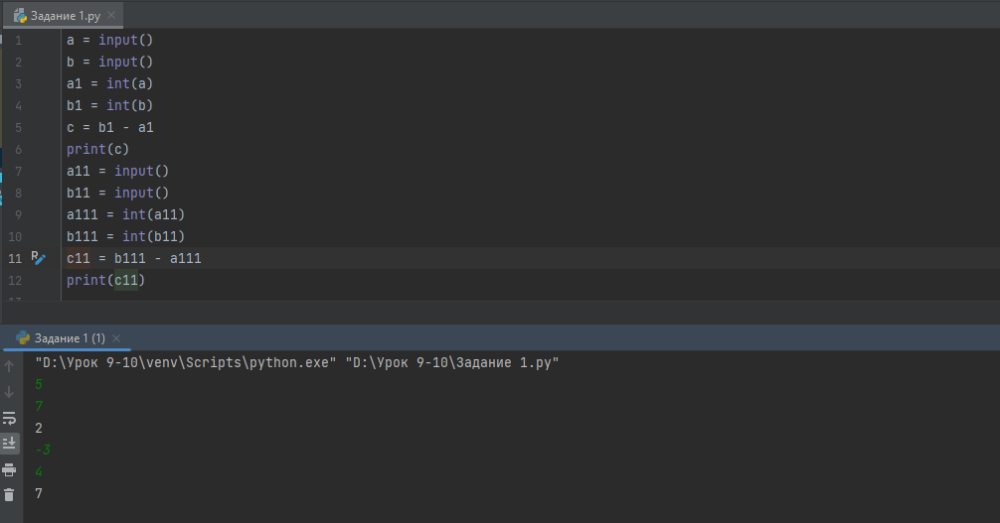 Задание 1.py
1 a = input()
2 b = input()
3 a1 = int(a)
4 b1 = int(b)
5 c = b1 - a1
6 print(c)
7 a11 = input()
8 b11 = input()
9 a111 = int(a11)
10 b111 = int(b11)
11 c11 = b111 - a111
12 print(c11)
Задание 1 (1)
"D:\Урок 9-10\venv\Scripts\python.exe" "D:\Урок 9-10\Задание 1.py"
5
7
2
-3
4
7